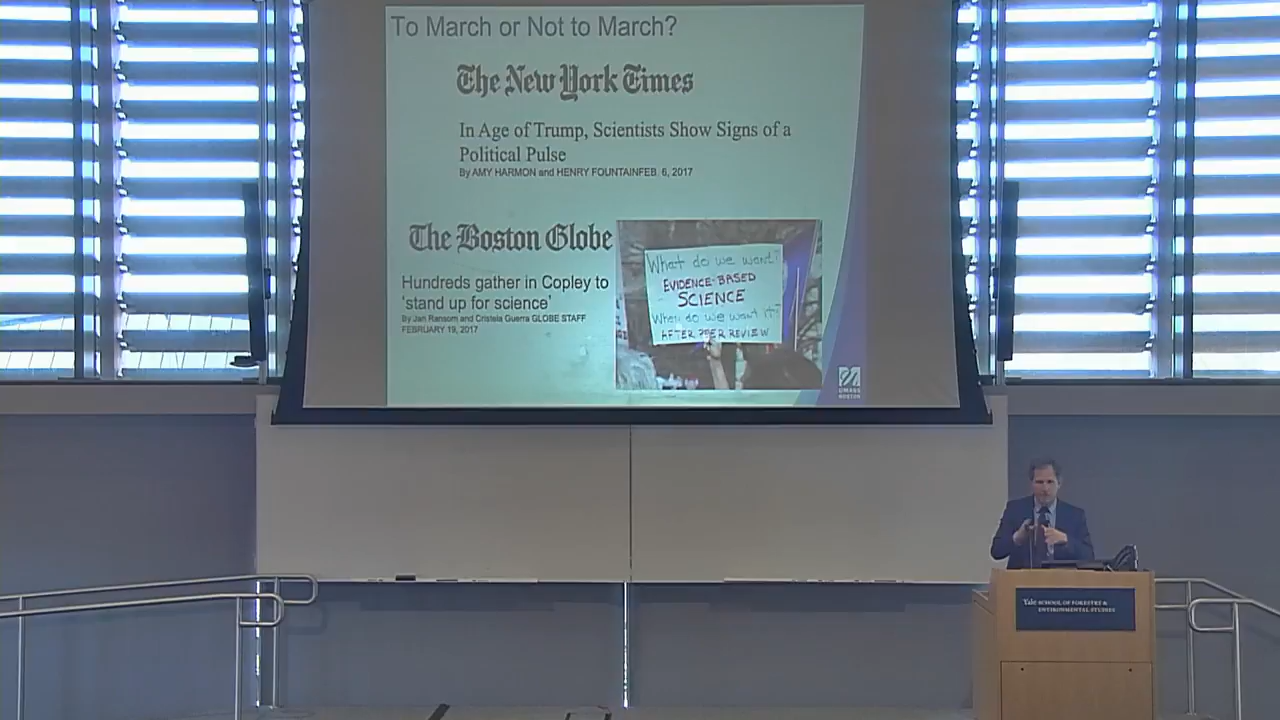 To March or Not to March?
The New York Times
In Age of Trump, Scientists Show Signs of a
Political Pulse
By AMY HARMON and HENRY FOUNTAINFEB. 6, 2017
The Boston Globe
Hundreds gather in Copley to
'stand up for science'
By Jan Ransom and Cristela Guerra GLOBE STAFF
FEBRUARY 19, 2017
What do we want?
EVIDENCE-BASED
SCIENCE
When do we want it?
AFTER PEER REVIEW
UMASS
BOSTON
Yale SCHOOL OF FORESTRY &
ENVIRONMENTAL STUDIES